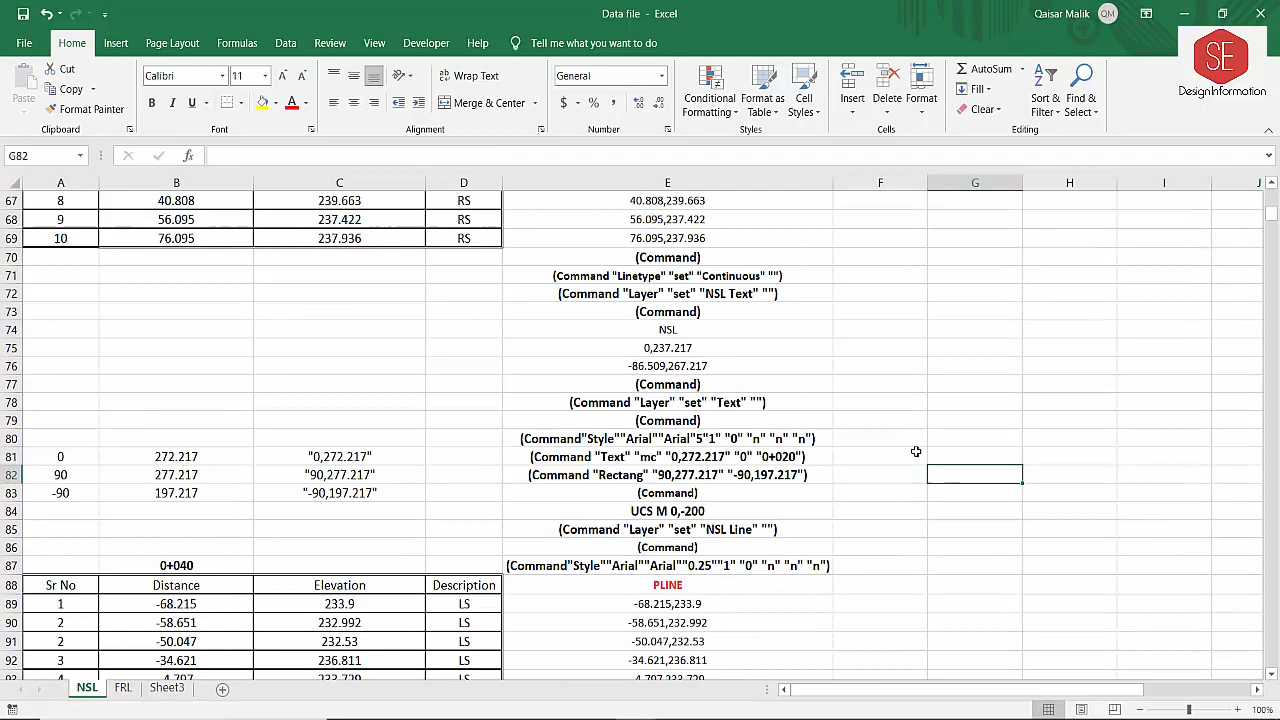 Data file - Excel
Qaisar Malik QM
File Home Insert Page Layout Formulas Data Review View Developer Help Tell me what you want to do
SE
Design Information
Paste Cut Copy Format Painter
Clipboard
Calibri 11
B I U A
Font
Wrap Text
Merge & Center
Alignment
General
$ %
Number
Conditional Formatting Format as Table Cell Styles
Styles
Insert Delete Format
Cells
AutoSum Fill Clear Sort & Filter Find & Select
Editing
G82 fx
A B C D E F G H I J
67 8 40.808 239.663 RS 40.808,239.663
68 9 56.095 237.422 RS 56.095,237.422
69 10 76.095 237.936 RS 76.095,237.936
70 (Command)
71 (Command "Linetype" "set" "Continuous" "")
72 (Command "Layer" "set" "NSL Text" "")
73 (Command)
74 NSL
75 0,237.217
76 -86.509,267.217
77 (Command)
78 (Command "Layer" "set" "Text" "")
79 (Command)
80 (Command"Style""Arial""Arial"5"1" "0" "n" "n" "n")
81 0 272.217 "0,272.217" (Command "Text" "mc" "0,272.217" "0" "0+020")
82 90 277.217 "90,277.217" (Command "Rectang" "90,277.217" "-90,197.217")
83 -90 197.217 "-90,197.217" (Command)
84 UCS M 0,-200
85 (Command "Layer" "set" "NSL Line" "")
86 (Command)
87 0+040 (Command"Style""Arial""Arial""0.25""1" "0" "n" "n" "n")
88 Sr No Distance Elevation Description PLINE
89 1 -68.215 233.9 LS -68.215,233.9
90 2 -58.651 232.992 LS -58.651,232.992
91 2 -50.047 232.53 LS -50.047,232.53
92 3 -34.621 236.811 LS -34.621,236.811
93 4 -4.797 233.729 LS -4.797,233.729
NSL FRL Sheet3
100%